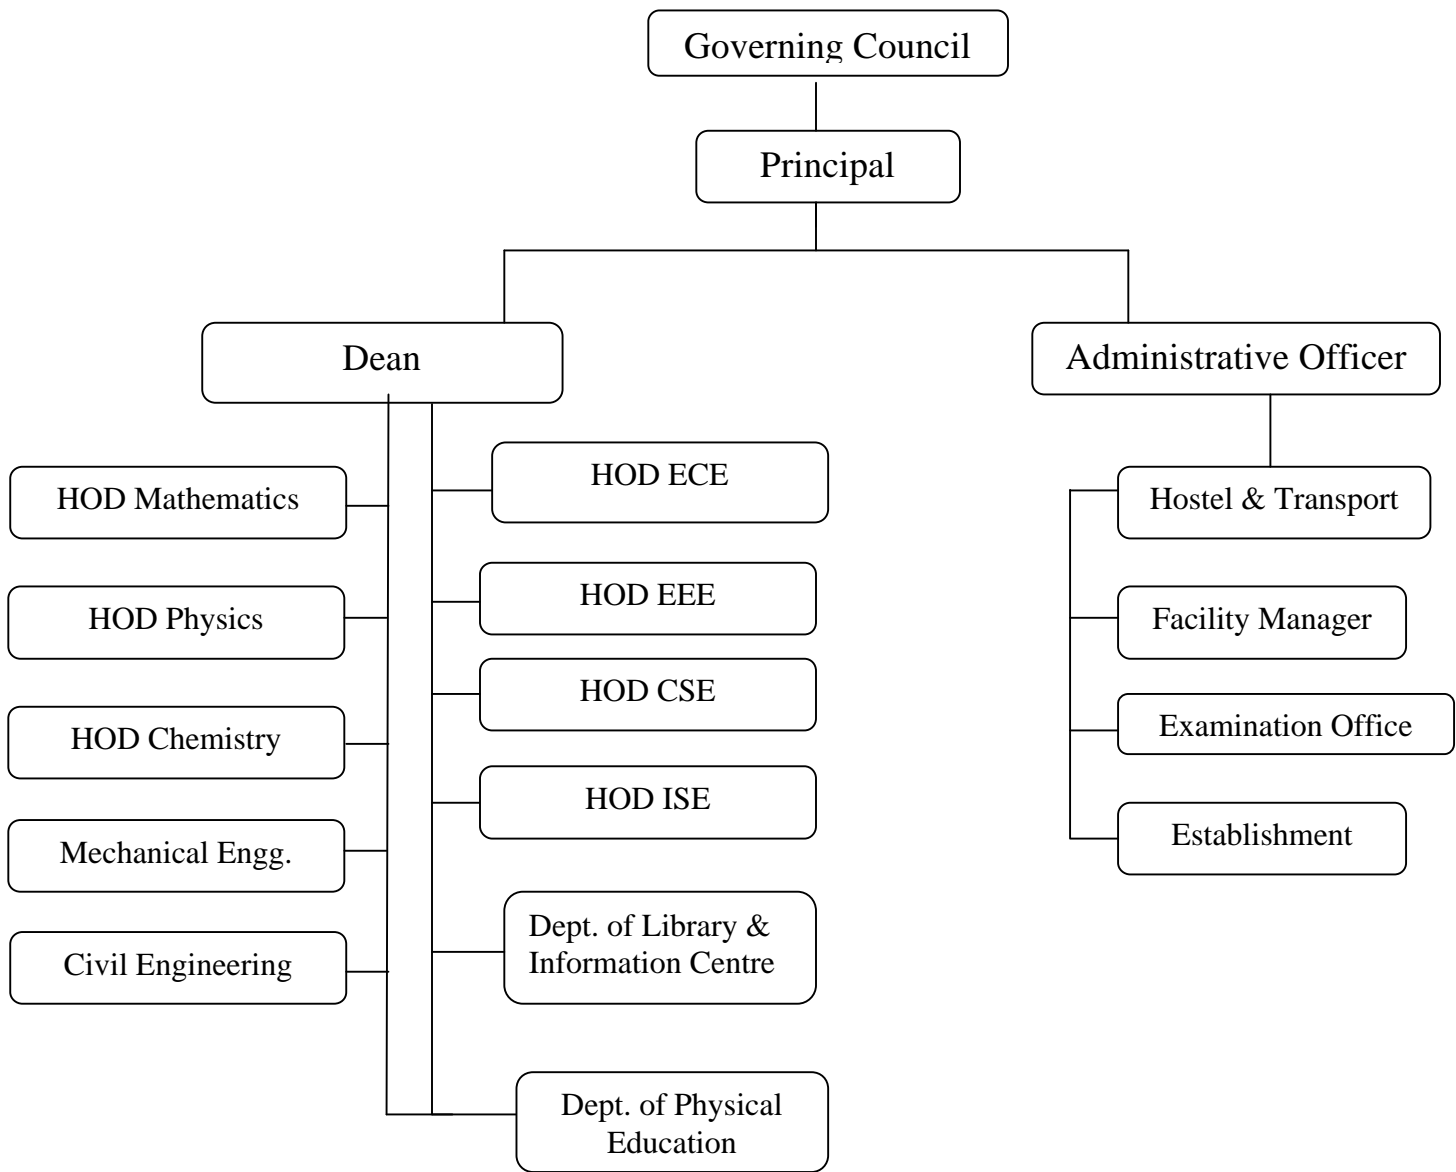 Governing Council
Principal
Dean
Administrative Officer
HOD Mathematics
HOD Physics
HOD Chemistry
Mechanical Engg.
Civil Engineering
HOD ECE
HOD EEE
HOD CSE
HOD ISE
Dept. of Library &
Information Centre
Dept. of Physical
Education
Hostel & Transport
Facility Manager
Examination Office
Establishment